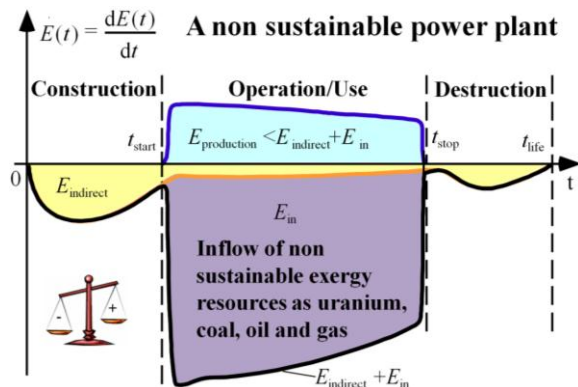 Ė(t) = dE(t)/dt
A non sustainable power plant
Construction
Operation/Use
Destruction
t_start
E_production < E_indirect + E_in
t_stop
t_life
0
t
E_indirect
E_in
Inflow of non
sustainable exergy
resources as uranium,
coal, oil and gas
- +
E_indirect + E_in